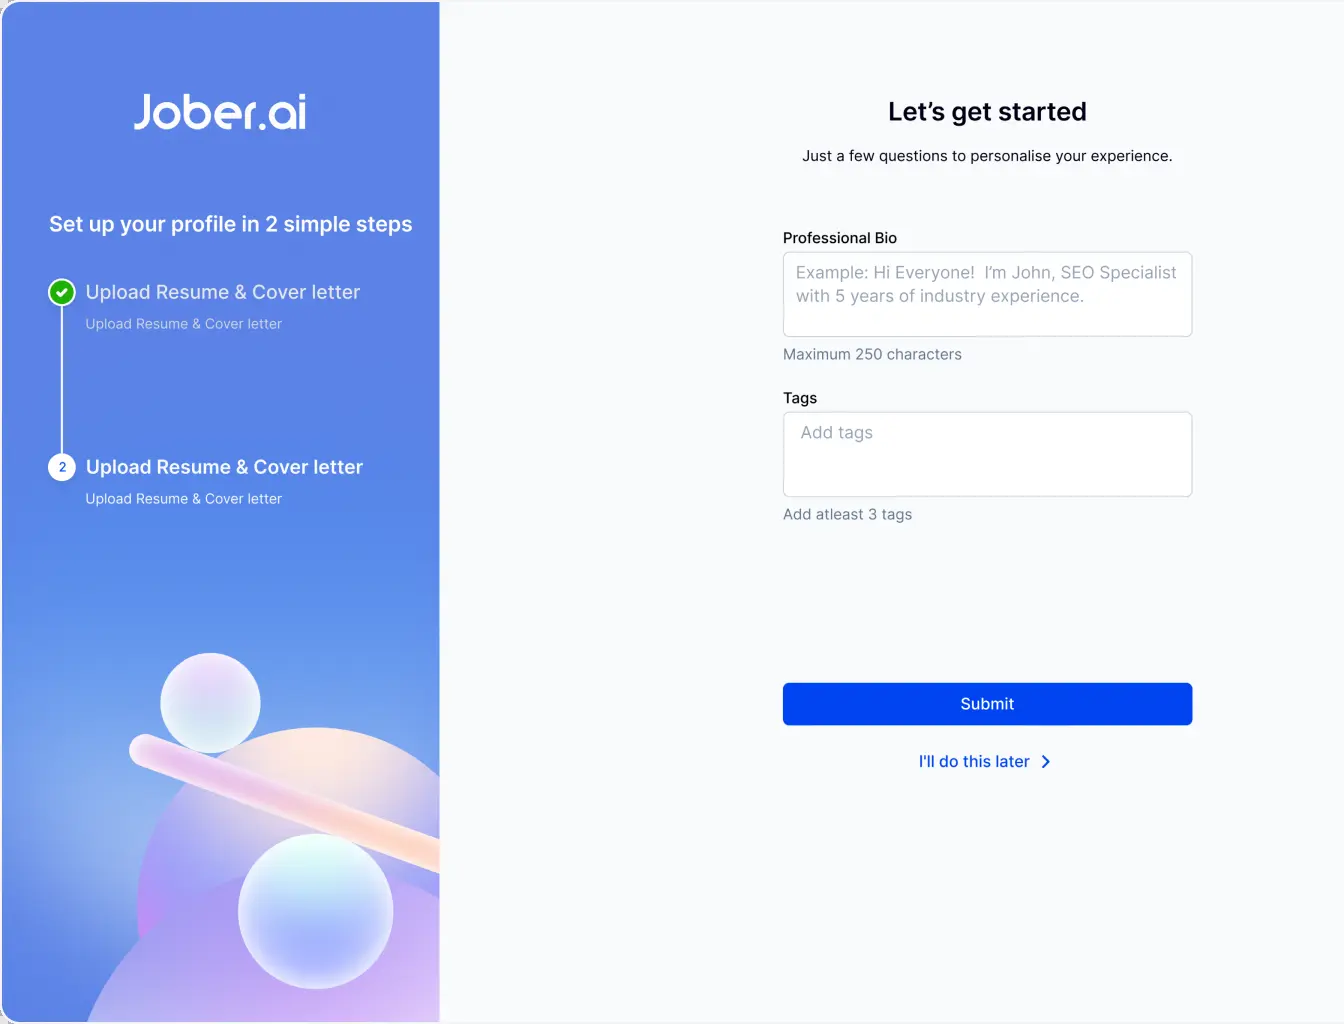 Jober.ai
Set up your profile in 2 simple steps
Upload Resume & Cover letter
Upload Resume & Cover letter
2
Upload Resume & Cover letter
Upload Resume & Cover letter
Let’s get started
Just a few questions to personalise your experience.
Professional Bio
Example: Hi Everyone!  I’m John, SEO Specialist
with 5 years of industry experience.
Maximum 250 characters
Tags
Add tags
Add atleast 3 tags
Submit
I'll do this later